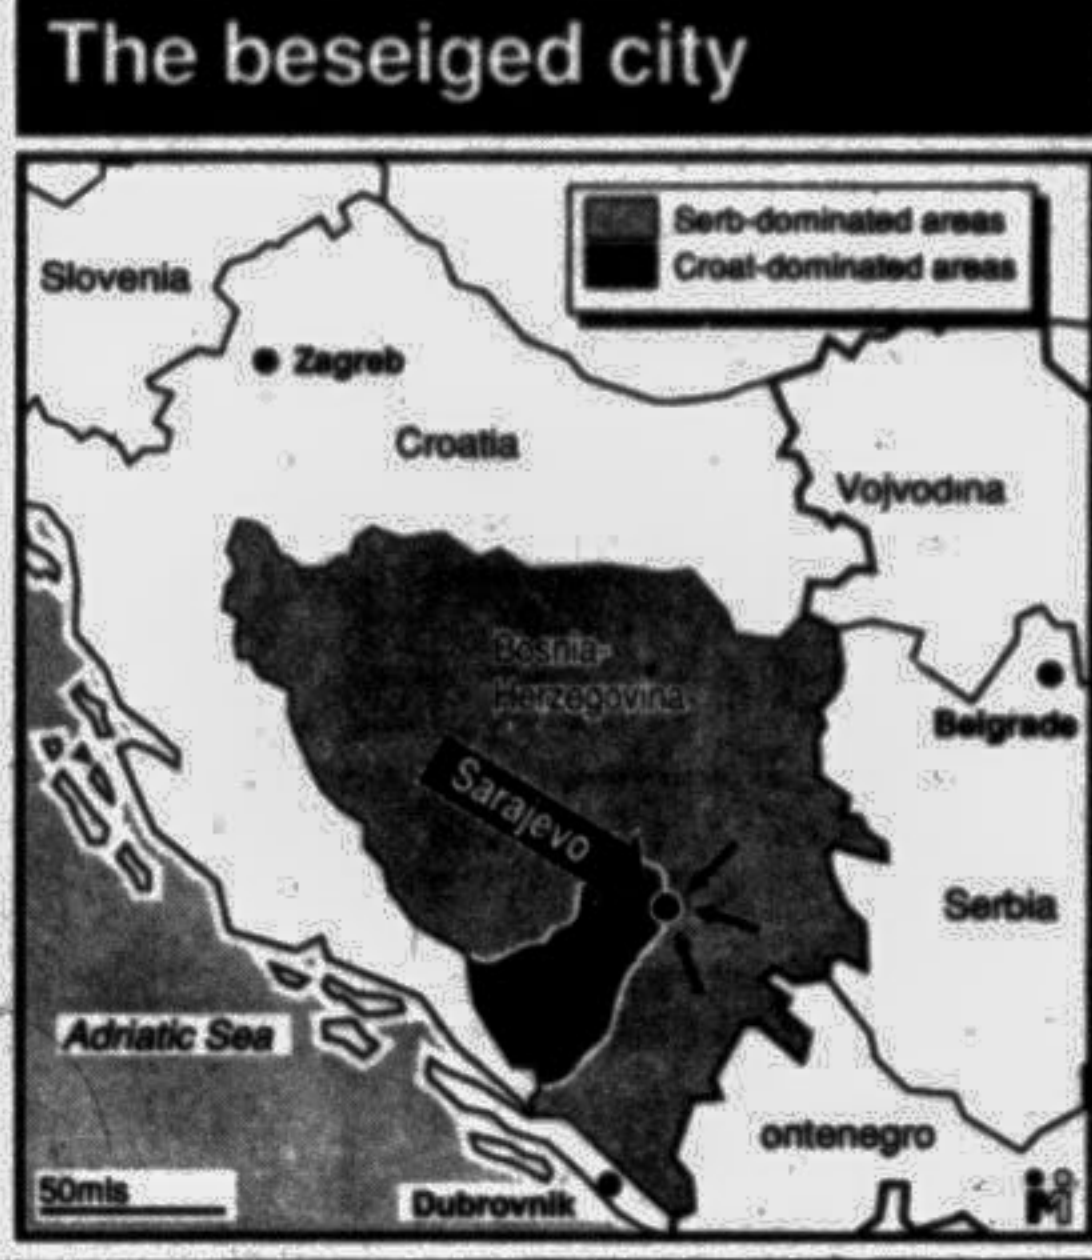 The beseiged city
Serb-dominated areas
Croat-dominated areas
Slovenia
Zagreb
Croatia
Vojvodina
Bosnia-
Herzegovina
Belgrade
Sarajevo
Serbia
Adriatic Sea
ontenegro
50mls
Dubrovnik
M